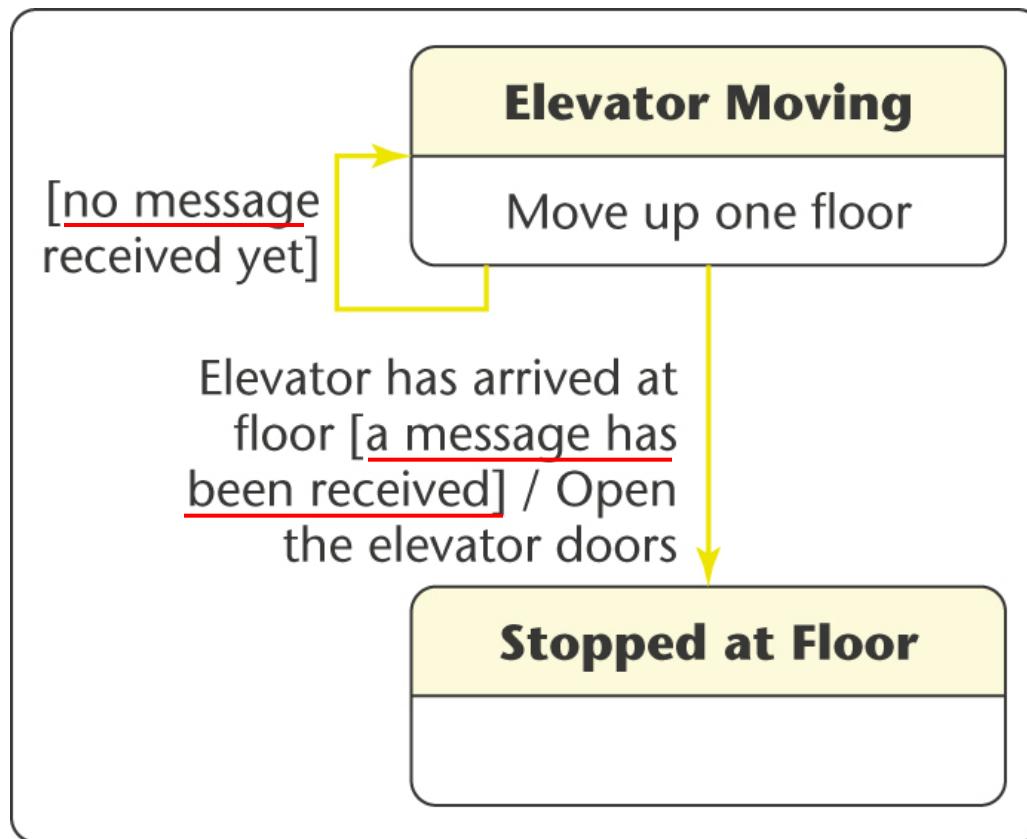 Elevator Moving
Move up one floor
[no message
received yet]
Elevator has arrived at
floor [a message has
been received] / Open
the elevator doors
Stopped at Floor